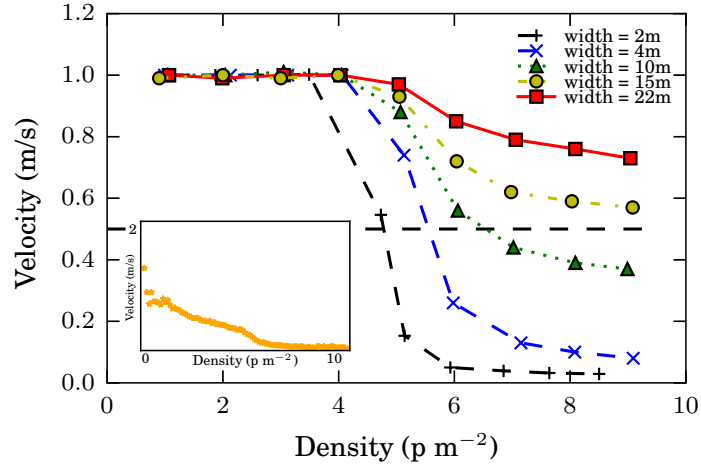 1.2
1.0
0.8
0.6
0.4
0.2
0.0
Velocity (m/s)
width = 2m
width = 4m
width = 10m
width = 15m
width = 22m
2
Velocity (m/s)
0
Density (p m−2)
10
0
2
4
6
8
10
Density (p m−2)